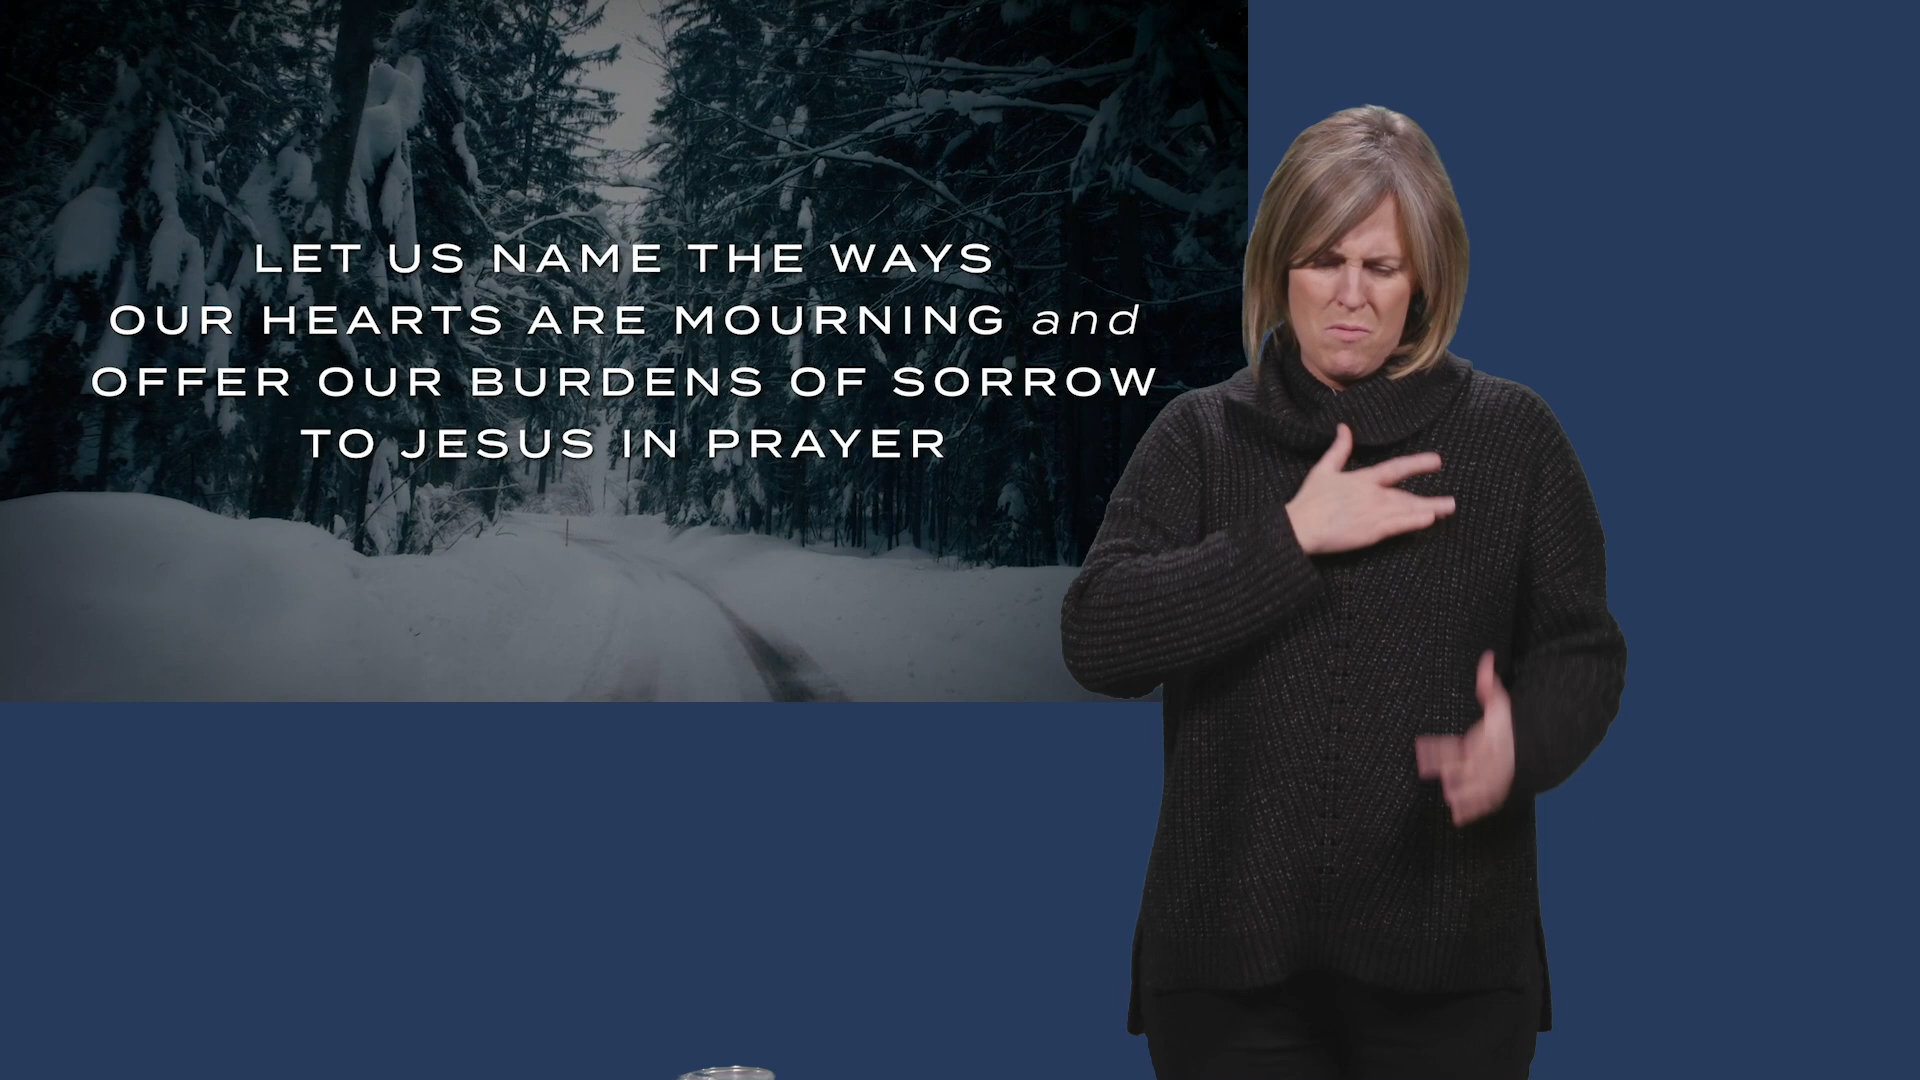 LET US NAME THE WAYS
OUR HEARTS ARE MOURNING and
OFFER OUR BURDENS OF SORROW
TO JESUS IN PRAYER